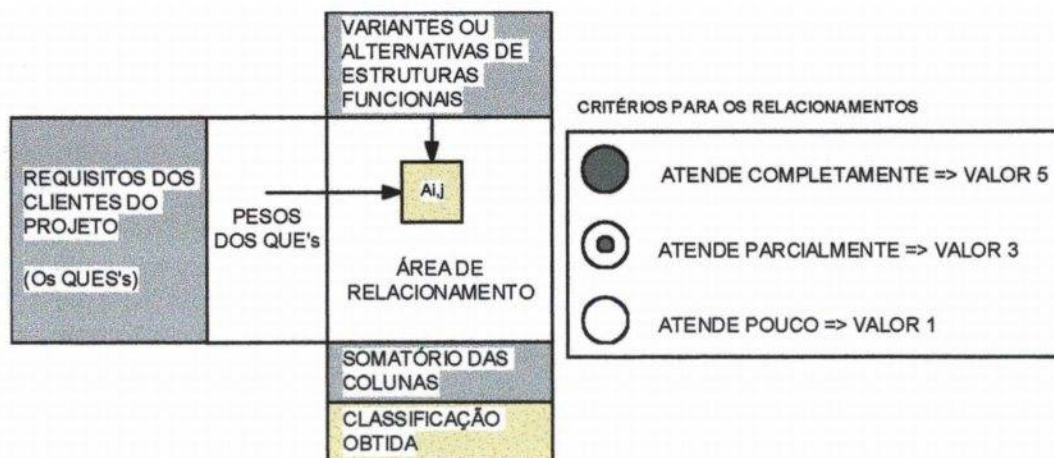 VARIANTES OU
ALTERNATIVAS DE
ESTRUTURAS
FUNCIONAIS
CRITÉRIOS PARA OS RELACIONAMENTOS
REQUISITOS DOS
CLIENTES DO
PROJETO
(Os QUES's)
PESOS
DOS QUE's
Ai,j
ÁREA DE
RELACIONAMENTO
ATENDE COMPLETAMENTE => VALOR 5
ATENDE PARCIALMENTE => VALOR 3
ATENDE POUCO => VALOR 1
SOMATÓRIO DAS
COLUNAS
CLASSIFICAÇÃO
OBTIDA